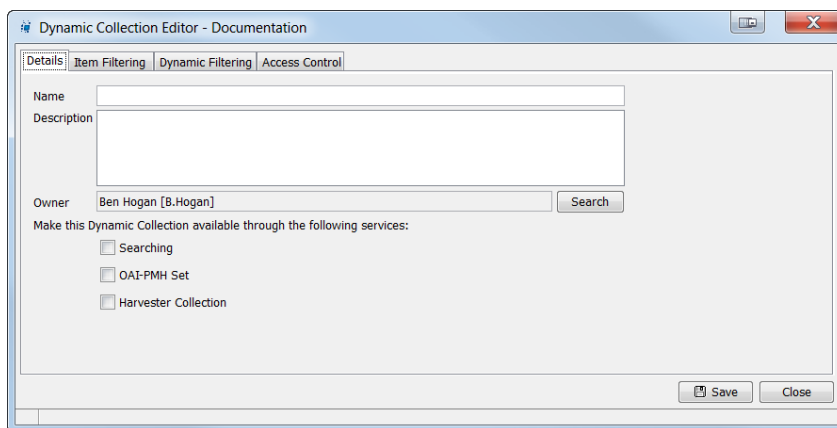 Dynamic Collection Editor - Documentation
Details Item Filtering Dynamic Filtering Access Control
Name
Description
Owner Ben Hogan [B.Hogan] Search
Make this Dynamic Collection available through the following services:
Searching
OAI-PMH Set
Harvester Collection
Save Close